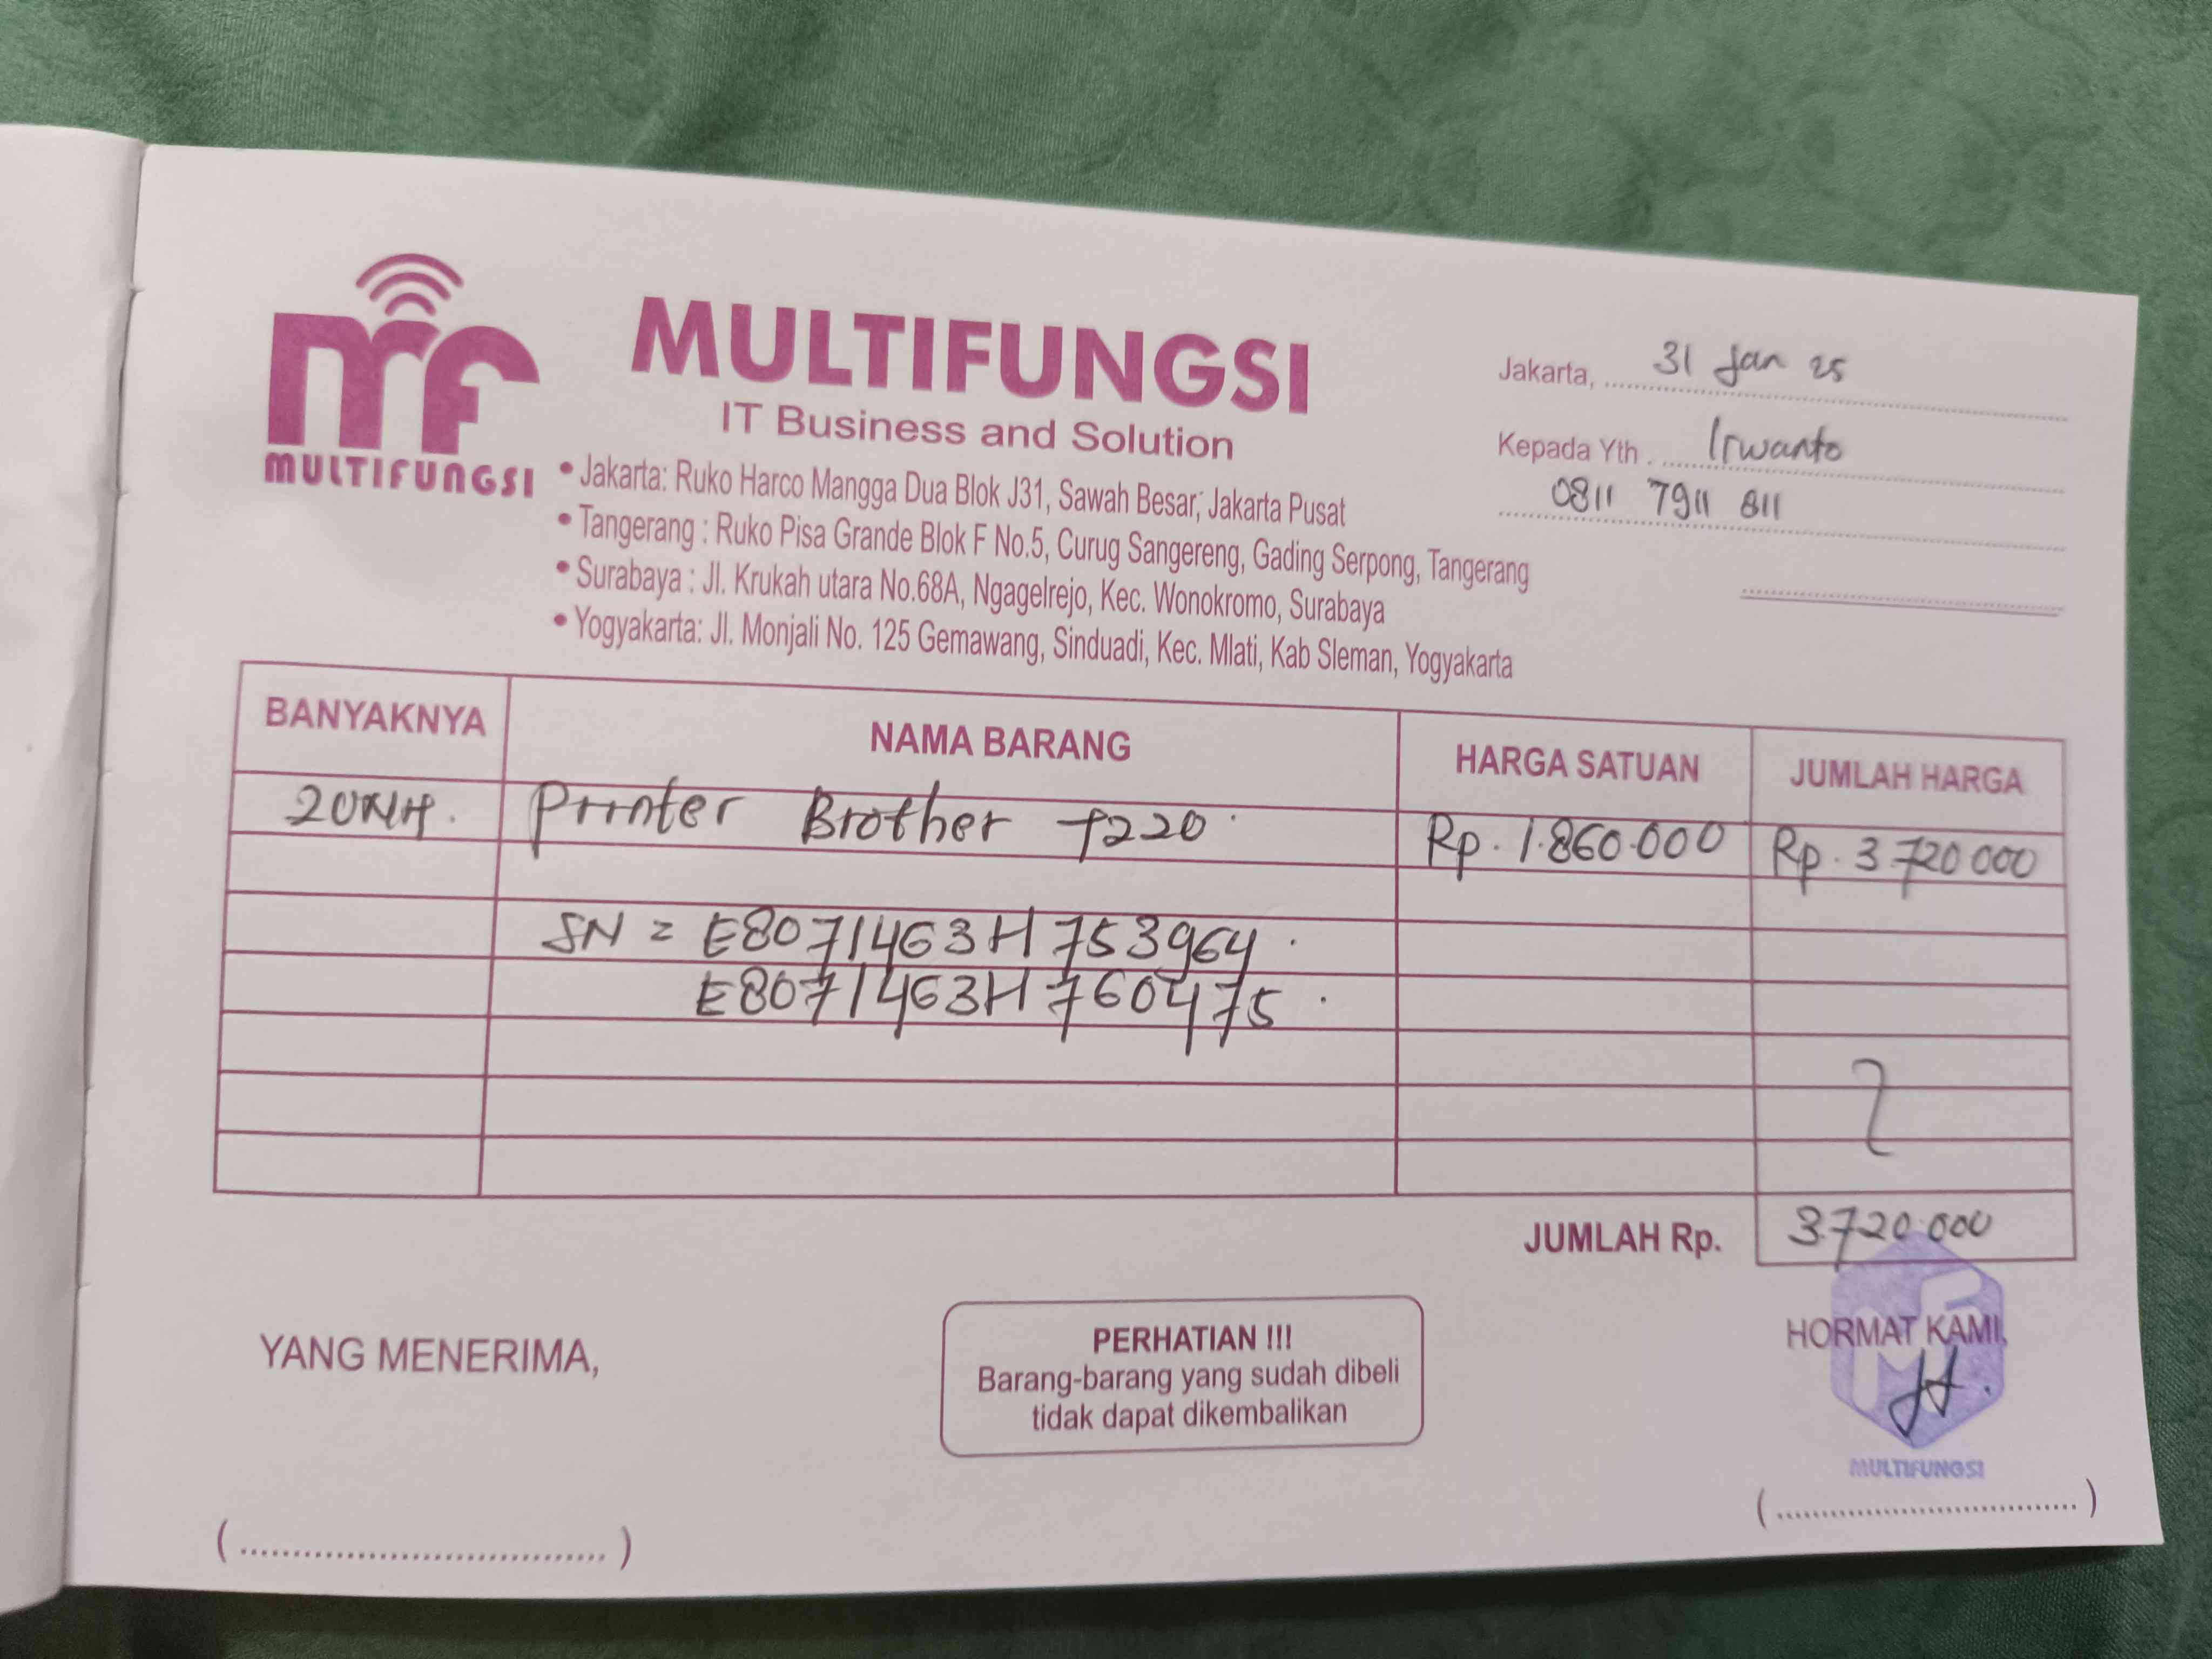 MULTIFUNGSI
MULTIFUNGSI
IT Business and Solution
• Jakarta: Ruko Harco Mangga Dua Blok J31, Sawah Besar, Jakarta Pusat
• Tangerang : Ruko Pisa Grande Blok F No.5, Curug Sangereng, Gading Serpong, Tangerang
• Surabaya : Jl. Krukah utara No.68A, Ngagelrejo, Kec. Wonokromo, Surabaya
• Yogyakarta: Jl. Monjali No. 125 Gemawang, Sinduadi, Kec. Mlati, Kab Sleman, Yogyakarta
Jakarta, 31 Jan 25
Kepada Yth. Irwanto
0811 7911 811
BANYAKNYA NAMA BARANG HARGA SATUAN JUMLAH HARGA
2 Unit. Printer Brother T220. Rp. 1.860.000 Rp. 3.720.000
SN = E8071463H753964.
E8071463H760475.
JUMLAH Rp. 3.720.000
YANG MENERIMA,
PERHATIAN !!!
Barang-barang yang sudah dibeli
tidak dapat dikembalikan
HORMAT KAMI,
MULTIFUNGSI